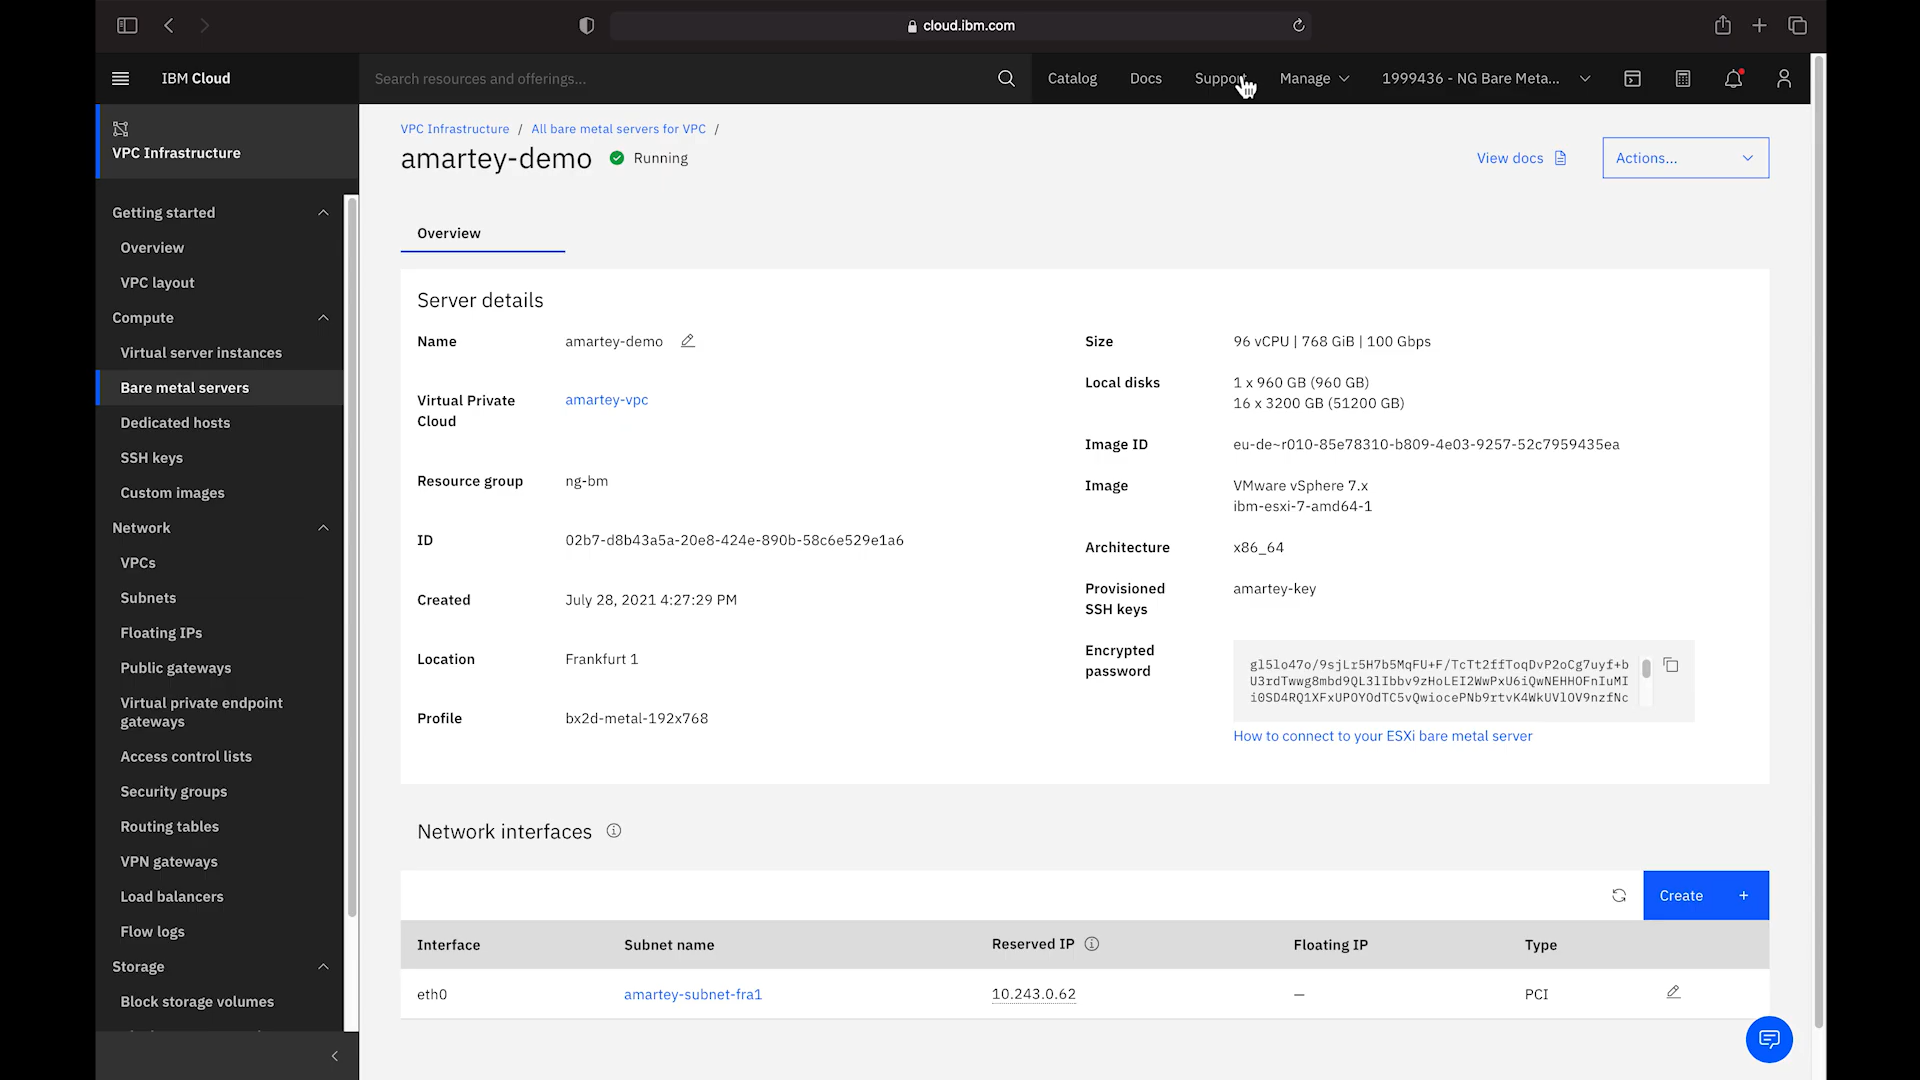 cloud.ibm.com
IBM Cloud
Search resources and offerings...
Catalog
Docs
Support
Manage
1999436 - NG Bare Meta...
VPC Infrastructure
Getting started
Overview
VPC layout
Compute
Virtual server instances
Bare metal servers
Dedicated hosts
SSH keys
Custom images
Network
VPCs
Subnets
Floating IPs
Public gateways
Virtual private endpoint
gateways
Access control lists
Security groups
Routing tables
VPN gateways
Load balancers
Flow logs
Storage
Block storage volumes
VPC Infrastructure / All bare metal servers for VPC /
amartey-demo
Running
View docs
Actions...
Overview
Server details
Name
amartey-demo
Virtual Private
Cloud
amartey-vpc
Resource group
ng-bm
ID
02b7-d8b43a5a-20e8-424e-890b-58c6e529e1a6
Created
July 28, 2021 4:27:29 PM
Location
Frankfurt 1
Profile
bx2d-metal-192x768
Size
96 vCPU | 768 GiB | 100 Gbps
Local disks
1 x 960 GB (960 GB)
16 x 3200 GB (51200 GB)
Image ID
eu-de~r010-85e78310-b809-4e03-9257-52c7959435ea
Image
VMware vSphere 7.x
ibm-esxi-7-amd64-1
Architecture
x86_64
Provisioned
SSH keys
amartey-key
Encrypted
password
gl5lo47o/9sjLr5H7b5MqFU+F/TcTt2ffToqDvP2oCg7uyf+b
U3rdTwwg8mbd9QL3lIbbv9zHoLEI2WwPxU6iQwNEHHOFnIuMI
i0SD4RQ1XFxUPOYOdTC5vQwiocePNb9rtvK4WkUVlOV9nzfNc
How to connect to your ESXi bare metal server
Network interfaces
Create +
Interface
Subnet name
Reserved IP
Floating IP
Type
eth0
amartey-subnet-fra1
10.243.0.62
–
PCI